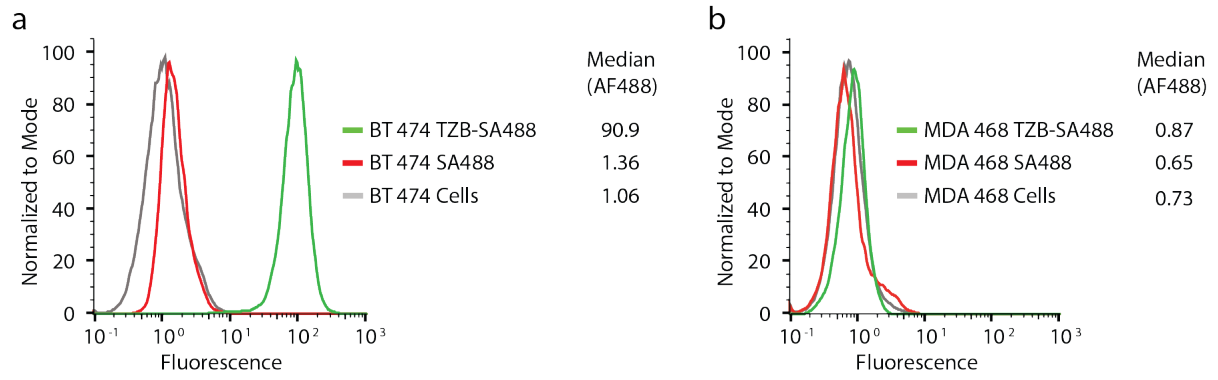 a
100
80
60
40
20
0
Normalized to Mode
10⁻¹ 10⁰ 10¹ 10² 10³
Fluorescence
Median
(AF488)
BT 474 TZB-SA488 90.9
BT 474 SA488 1.36
BT 474 Cells 1.06
b
100
80
60
40
20
0
Normalized to Mode
10⁻¹ 10⁰ 10¹ 10² 10³
Fluorescence
Median
(AF488)
MDA 468 TZB-SA488 0.87
MDA 468 SA488 0.65
MDA 468 Cells 0.73